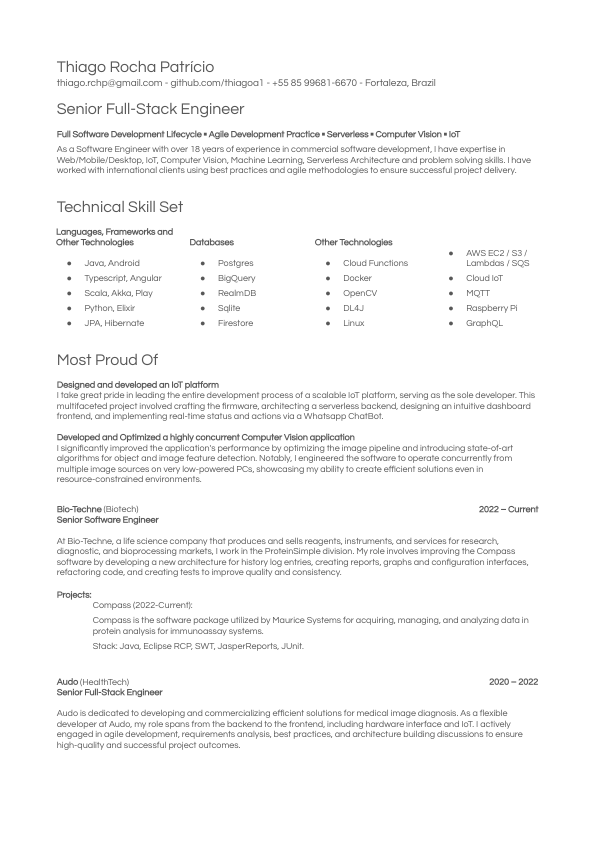 Thiago Rocha Patrício
thiago.rchp@gmail.com - github.com/thiagoa1 - +55 85 99681-6670 - Fortaleza, Brazil
Senior Full-Stack Engineer
Full Software Development Lifecycle ▪ Agile Development Practice ▪ Serverless ▪ Computer Vision ▪ IoT
As a Software Engineer with over 18 years of experience in commercial software development, I have expertise in
Web/Mobile/Desktop, IoT, Computer Vision, Machine Learning, Serverless Architecture and problem solving skills. I have
worked with international clients using best practices and agile methodologies to ensure successful project delivery.
Technical Skill Set
Languages, Frameworks and
Other Technologies
● Java, Android
● Typescript, Angular
● Scala, Akka, Play
● Python, Elixir
● JPA, Hibernate
Databases
● Postgres
● BigQuery
● RealmDB
● Sqlite
● Firestore
Other Technologies
● Cloud Functions
● Docker
● OpenCV
● DL4J
● Linux
● AWS EC2 / S3 /
Lambdas / SQS
● Cloud IoT
● MQTT
● Raspberry Pi
● GraphQL
Most Proud Of
Designed and developed an IoT platform
I take great pride in leading the entire development process of a scalable IoT platform, serving as the sole developer. This
multifaceted project involved crafting the firmware, architecting a serverless backend, designing an intuitive dashboard
frontend, and implementing real-time status and actions via a Whatsapp ChatBot.
Developed and Optimized a highly concurrent Computer Vision application
I significantly improved the application's performance by optimizing the image pipeline and introducing state-of-art
algorithms for object and image feature detection. Notably, I engineered the software to operate concurrently from
multiple image sources on very low-powered PCs, showcasing my ability to create efficient solutions even in
resource-constrained environments.
Bio-Techne (Biotech) 2022 – Current
Senior Software Engineer
At Bio-Techne, a life science company that produces and sells reagents, instruments, and services for research,
diagnostic, and bioprocessing markets, I work in the ProteinSimple division. My role involves improving the Compass
software by developing a new architecture for history log entries, creating reports, graphs and configuration interfaces,
refactoring code, and creating tests to improve quality and consistency.
Projects:
Compass (2022-Current):
Compass is the software package utilized by Maurice Systems for acquiring, managing, and analyzing data in
protein analysis for immunoassay systems.
Stack: Java, Eclipse RCP, SWT, JasperReports, JUnit.
Audo (HealthTech) 2020 – 2022
Senior Full-Stack Engineer
Audo is dedicated to developing and commercializing efficient solutions for medical image diagnosis. As a flexible
developer at Audo, my role spans from the backend to the frontend, including hardware interface and IoT. I actively
engaged in agile development, requirements analysis, best practices, and architecture building discussions to ensure
high-quality and successful project outcomes.